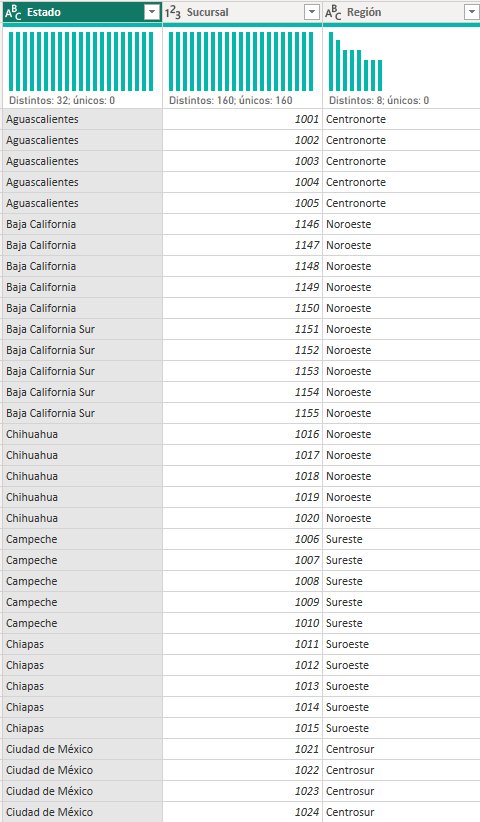 ABC Estado 123 Sucursal ABC Región
Distintos: 32; únicos: 0 Distintos: 160; únicos: 160 Distintos: 8; únicos: 0
Aguascalientes 1001 Centronorte
Aguascalientes 1002 Centronorte
Aguascalientes 1003 Centronorte
Aguascalientes 1004 Centronorte
Aguascalientes 1005 Centronorte
Baja California 1146 Noroeste
Baja California 1147 Noroeste
Baja California 1148 Noroeste
Baja California 1149 Noroeste
Baja California 1150 Noroeste
Baja California Sur 1151 Noroeste
Baja California Sur 1152 Noroeste
Baja California Sur 1153 Noroeste
Baja California Sur 1154 Noroeste
Baja California Sur 1155 Noroeste
Chihuahua 1016 Noroeste
Chihuahua 1017 Noroeste
Chihuahua 1018 Noroeste
Chihuahua 1019 Noroeste
Chihuahua 1020 Noroeste
Campeche 1006 Sureste
Campeche 1007 Sureste
Campeche 1008 Sureste
Campeche 1009 Sureste
Campeche 1010 Sureste
Chiapas 1011 Suroeste
Chiapas 1012 Suroeste
Chiapas 1013 Suroeste
Chiapas 1014 Suroeste
Chiapas 1015 Suroeste
Ciudad de México 1021 Centrosur
Ciudad de México 1022 Centrosur
Ciudad de México 1023 Centrosur
Ciudad de México 1024 Centrosur